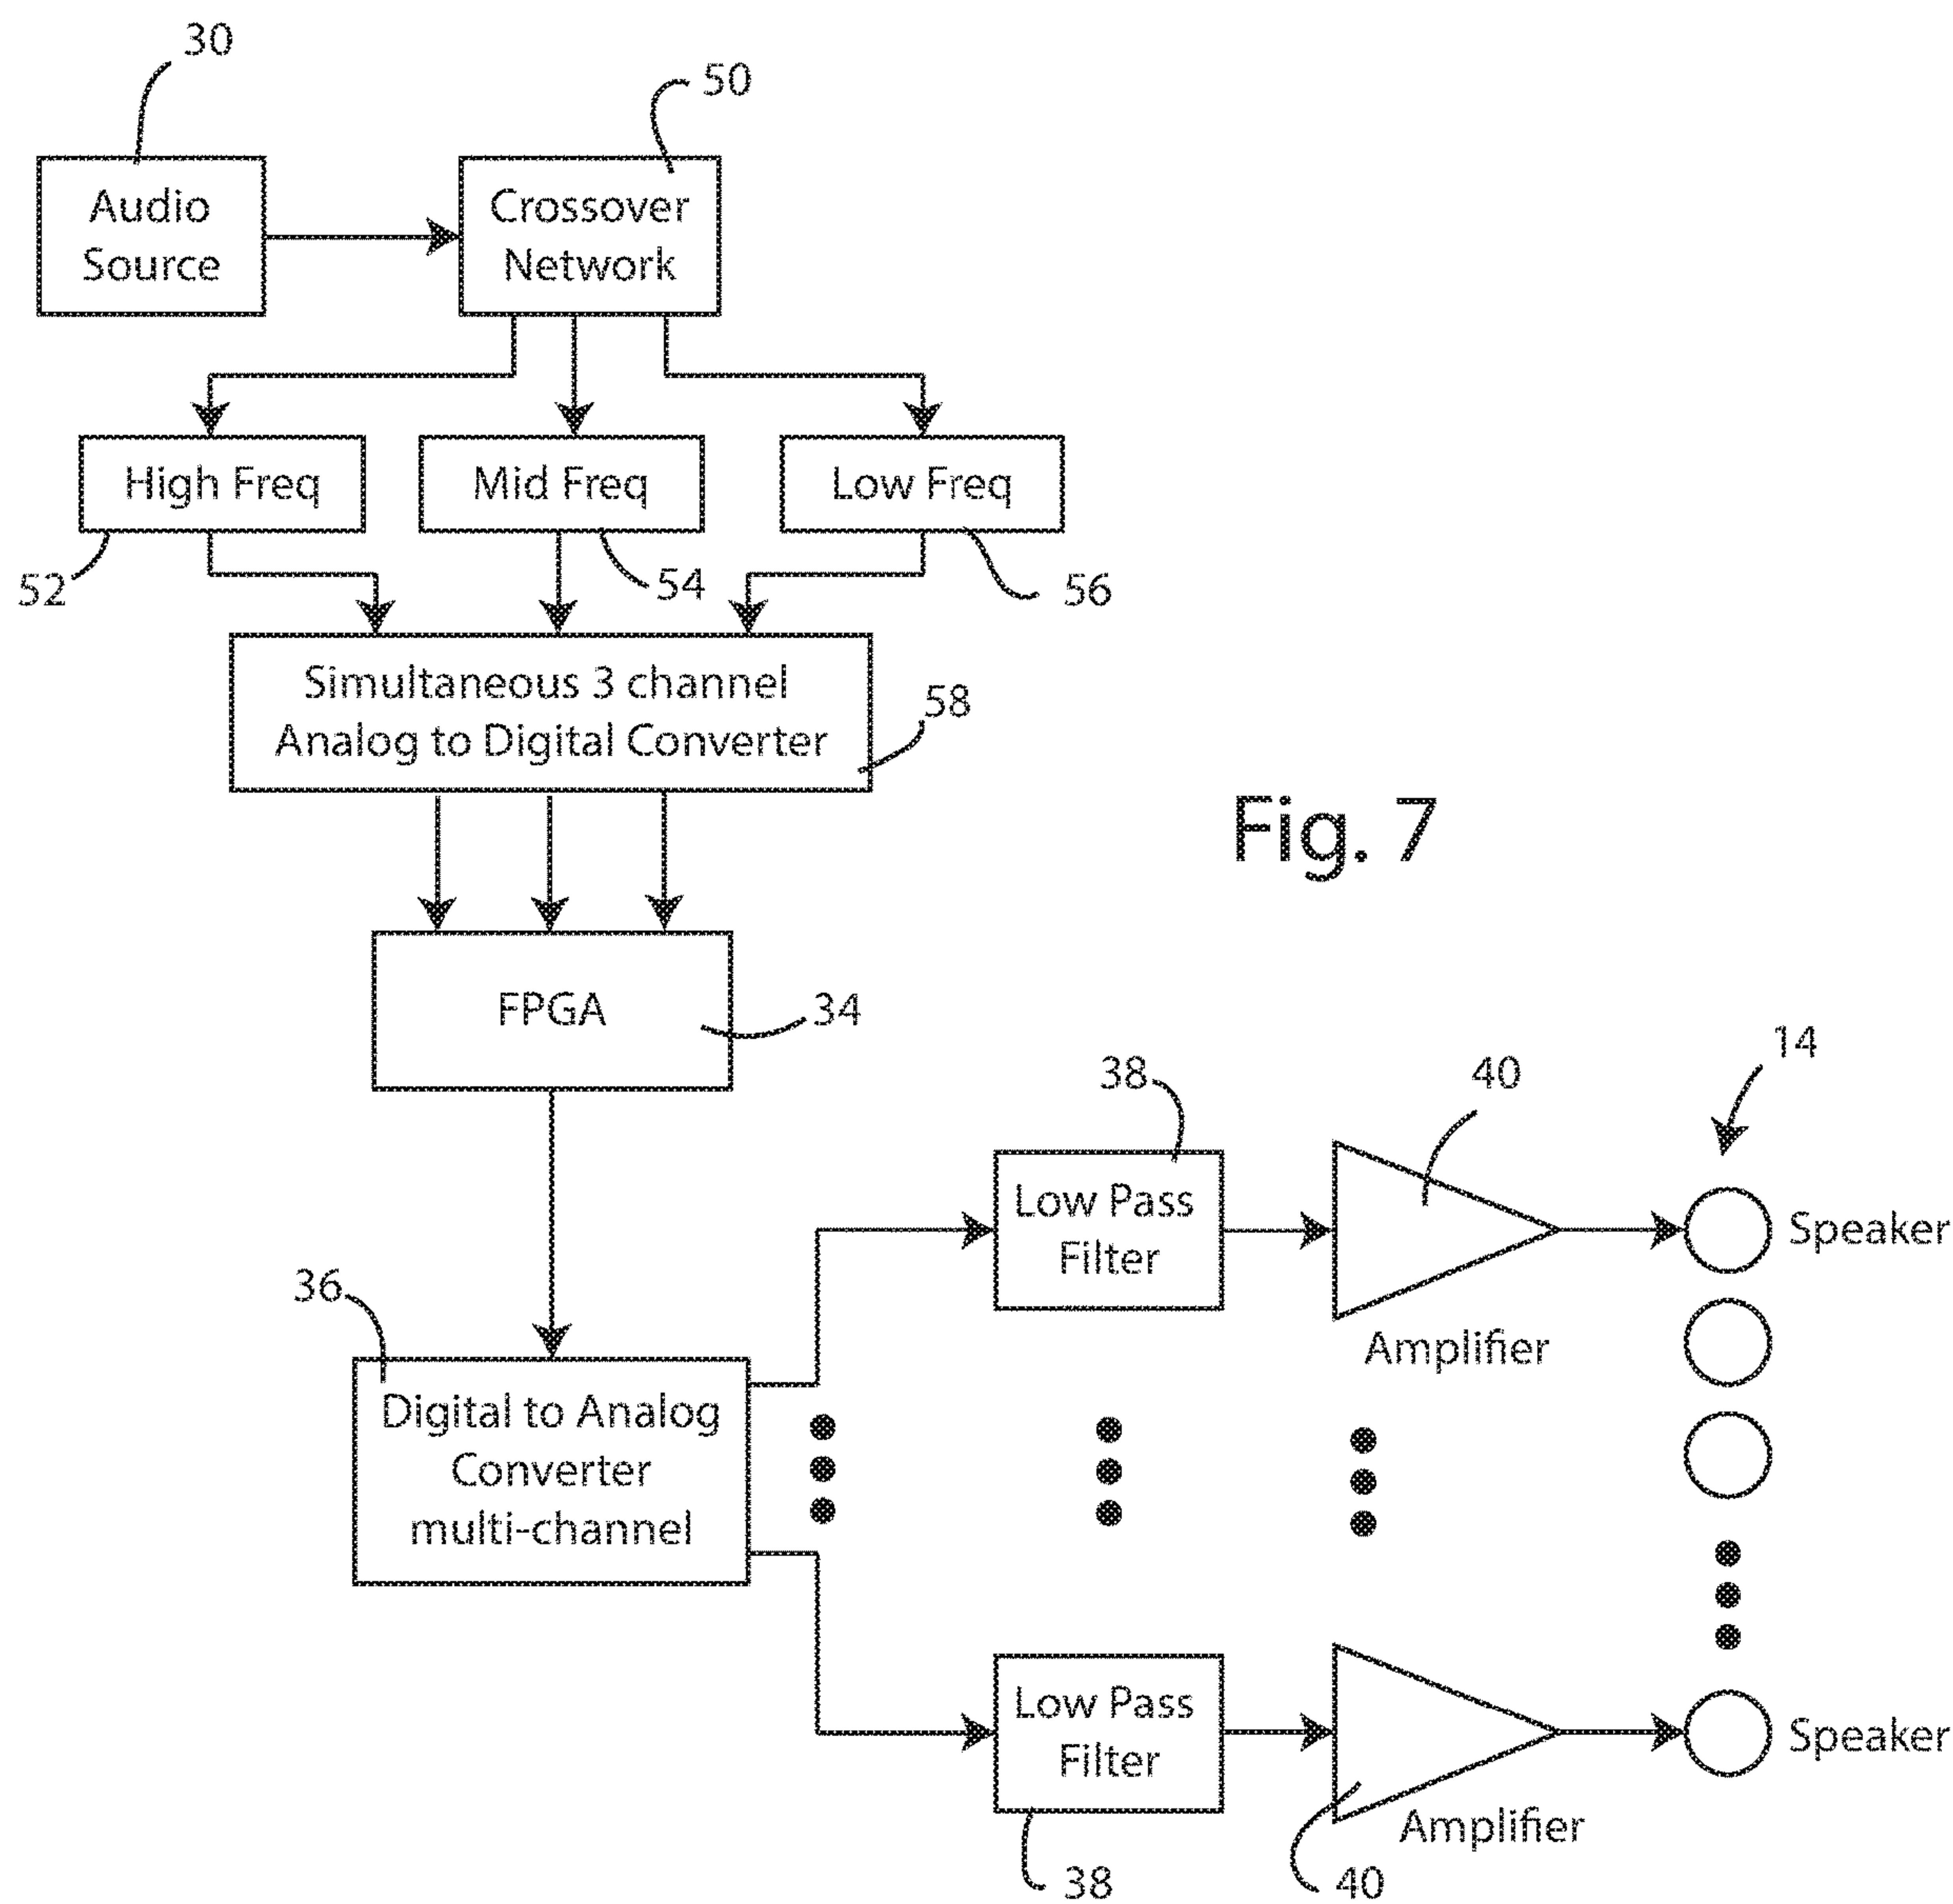 30
50
Audio
Source
Crossover
Network
High Freq
Mid Freq
Low Freq
52
54
56
Simultaneous 3 channel
Analog to Digital Converter
58
Fig. 7
FPGA
34
14
38
40
Low Pass
Filter
Speaker
36
Amplifier
Digital to Analog
Converter
multi-channel
Low Pass
Filter
Speaker
Amplifier
38
40